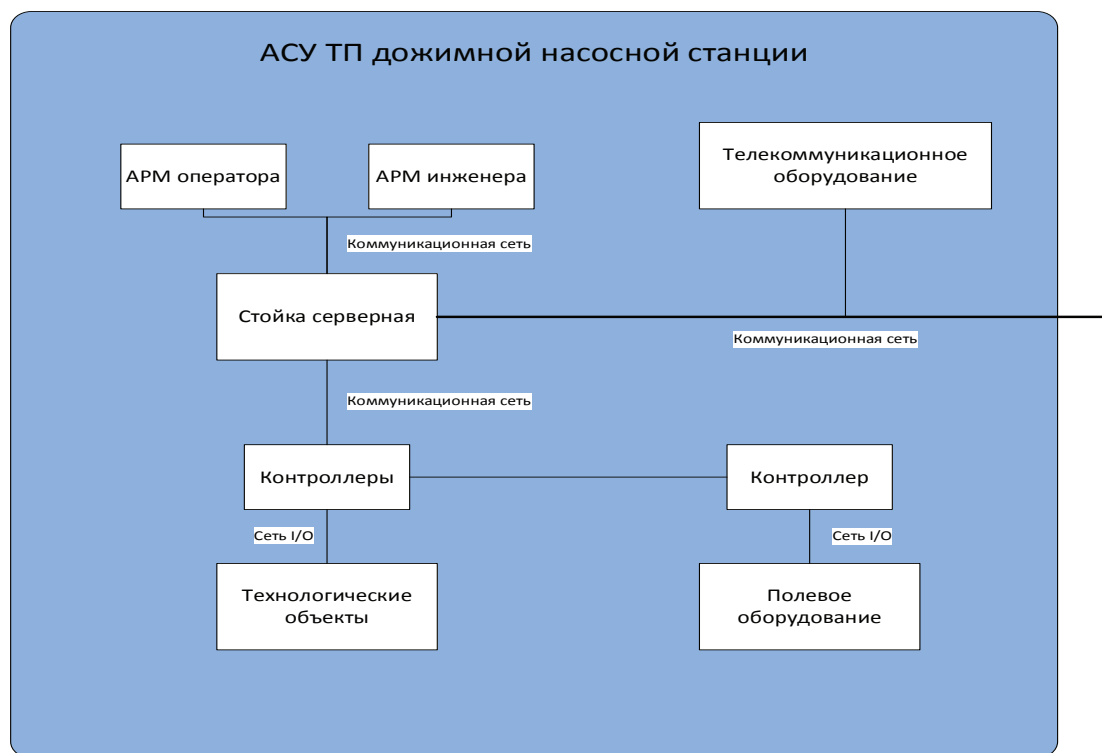 АСУ ТП дожимной насосной станции
АРМ оператора
АРМ инженера
Телекоммуникационное
оборудование
Коммуникационная сеть
Стойка серверная
Коммуникационная сеть
Коммуникационная сеть
Контроллеры
Контроллер
Сеть I/O
Сеть I/O
Технологические
объекты
Полевое
оборудование